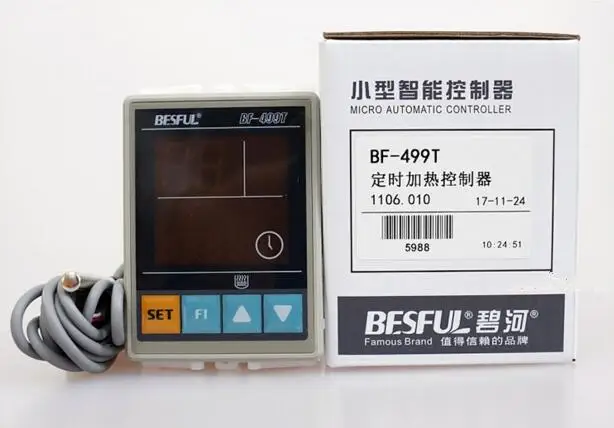 BESFUL®
BF-499T
SET
F1
小型智能控制器
MICRO AUTOMATIC CONTROLLER
BF-499T
定时加热控制器
1106.010
17-11-24
5988
10:24:51
BESFUL®碧河®
Famous Brand 值得信賴的品牌